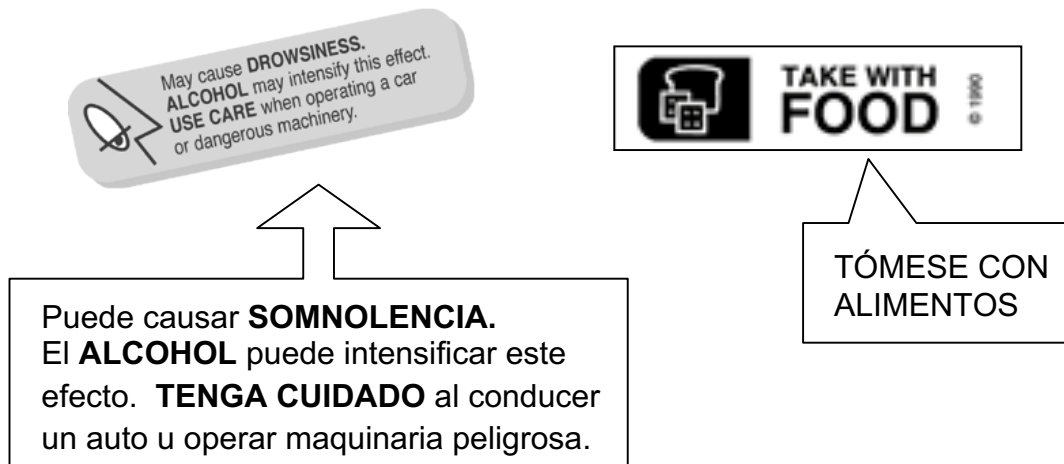 May cause DROWSINESS.
ALCOHOL may intensify this effect.
USE CARE when operating a car
or dangerous machinery.
TAKE WITH
FOOD
© 1990
Puede causar SOMNOLENCIA.
El ALCOHOL puede intensificar este
efecto. TENGA CUIDADO al conducer
un auto u operar maquinaria peligrosa.
TÓMESE CON
ALIMENTOS